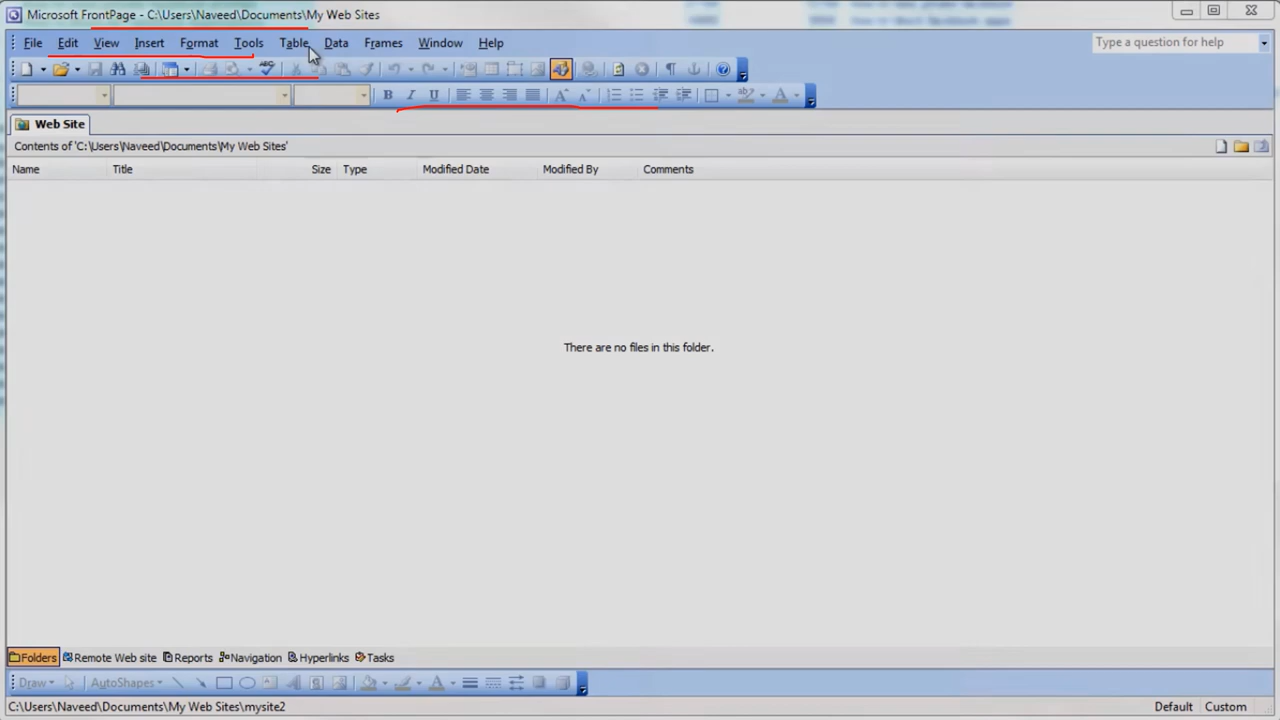 Microsoft FrontPage - C:\Users\Naveed\Documents\My Web Sites
File Edit View Insert Format Tools Table Data Frames Window Help Type a question for help
ABC
B I U A A ab A
Web Site
Contents of 'C:\Users\Naveed\Documents\My Web Sites'
Name Title Size Type Modified Date Modified By Comments
There are no files in this folder.
Folders Remote Web site Reports Navigation Hyperlinks Tasks
Draw AutoShapes A
C:\Users\Naveed\Documents\My Web Sites\mysite2 Default Custom